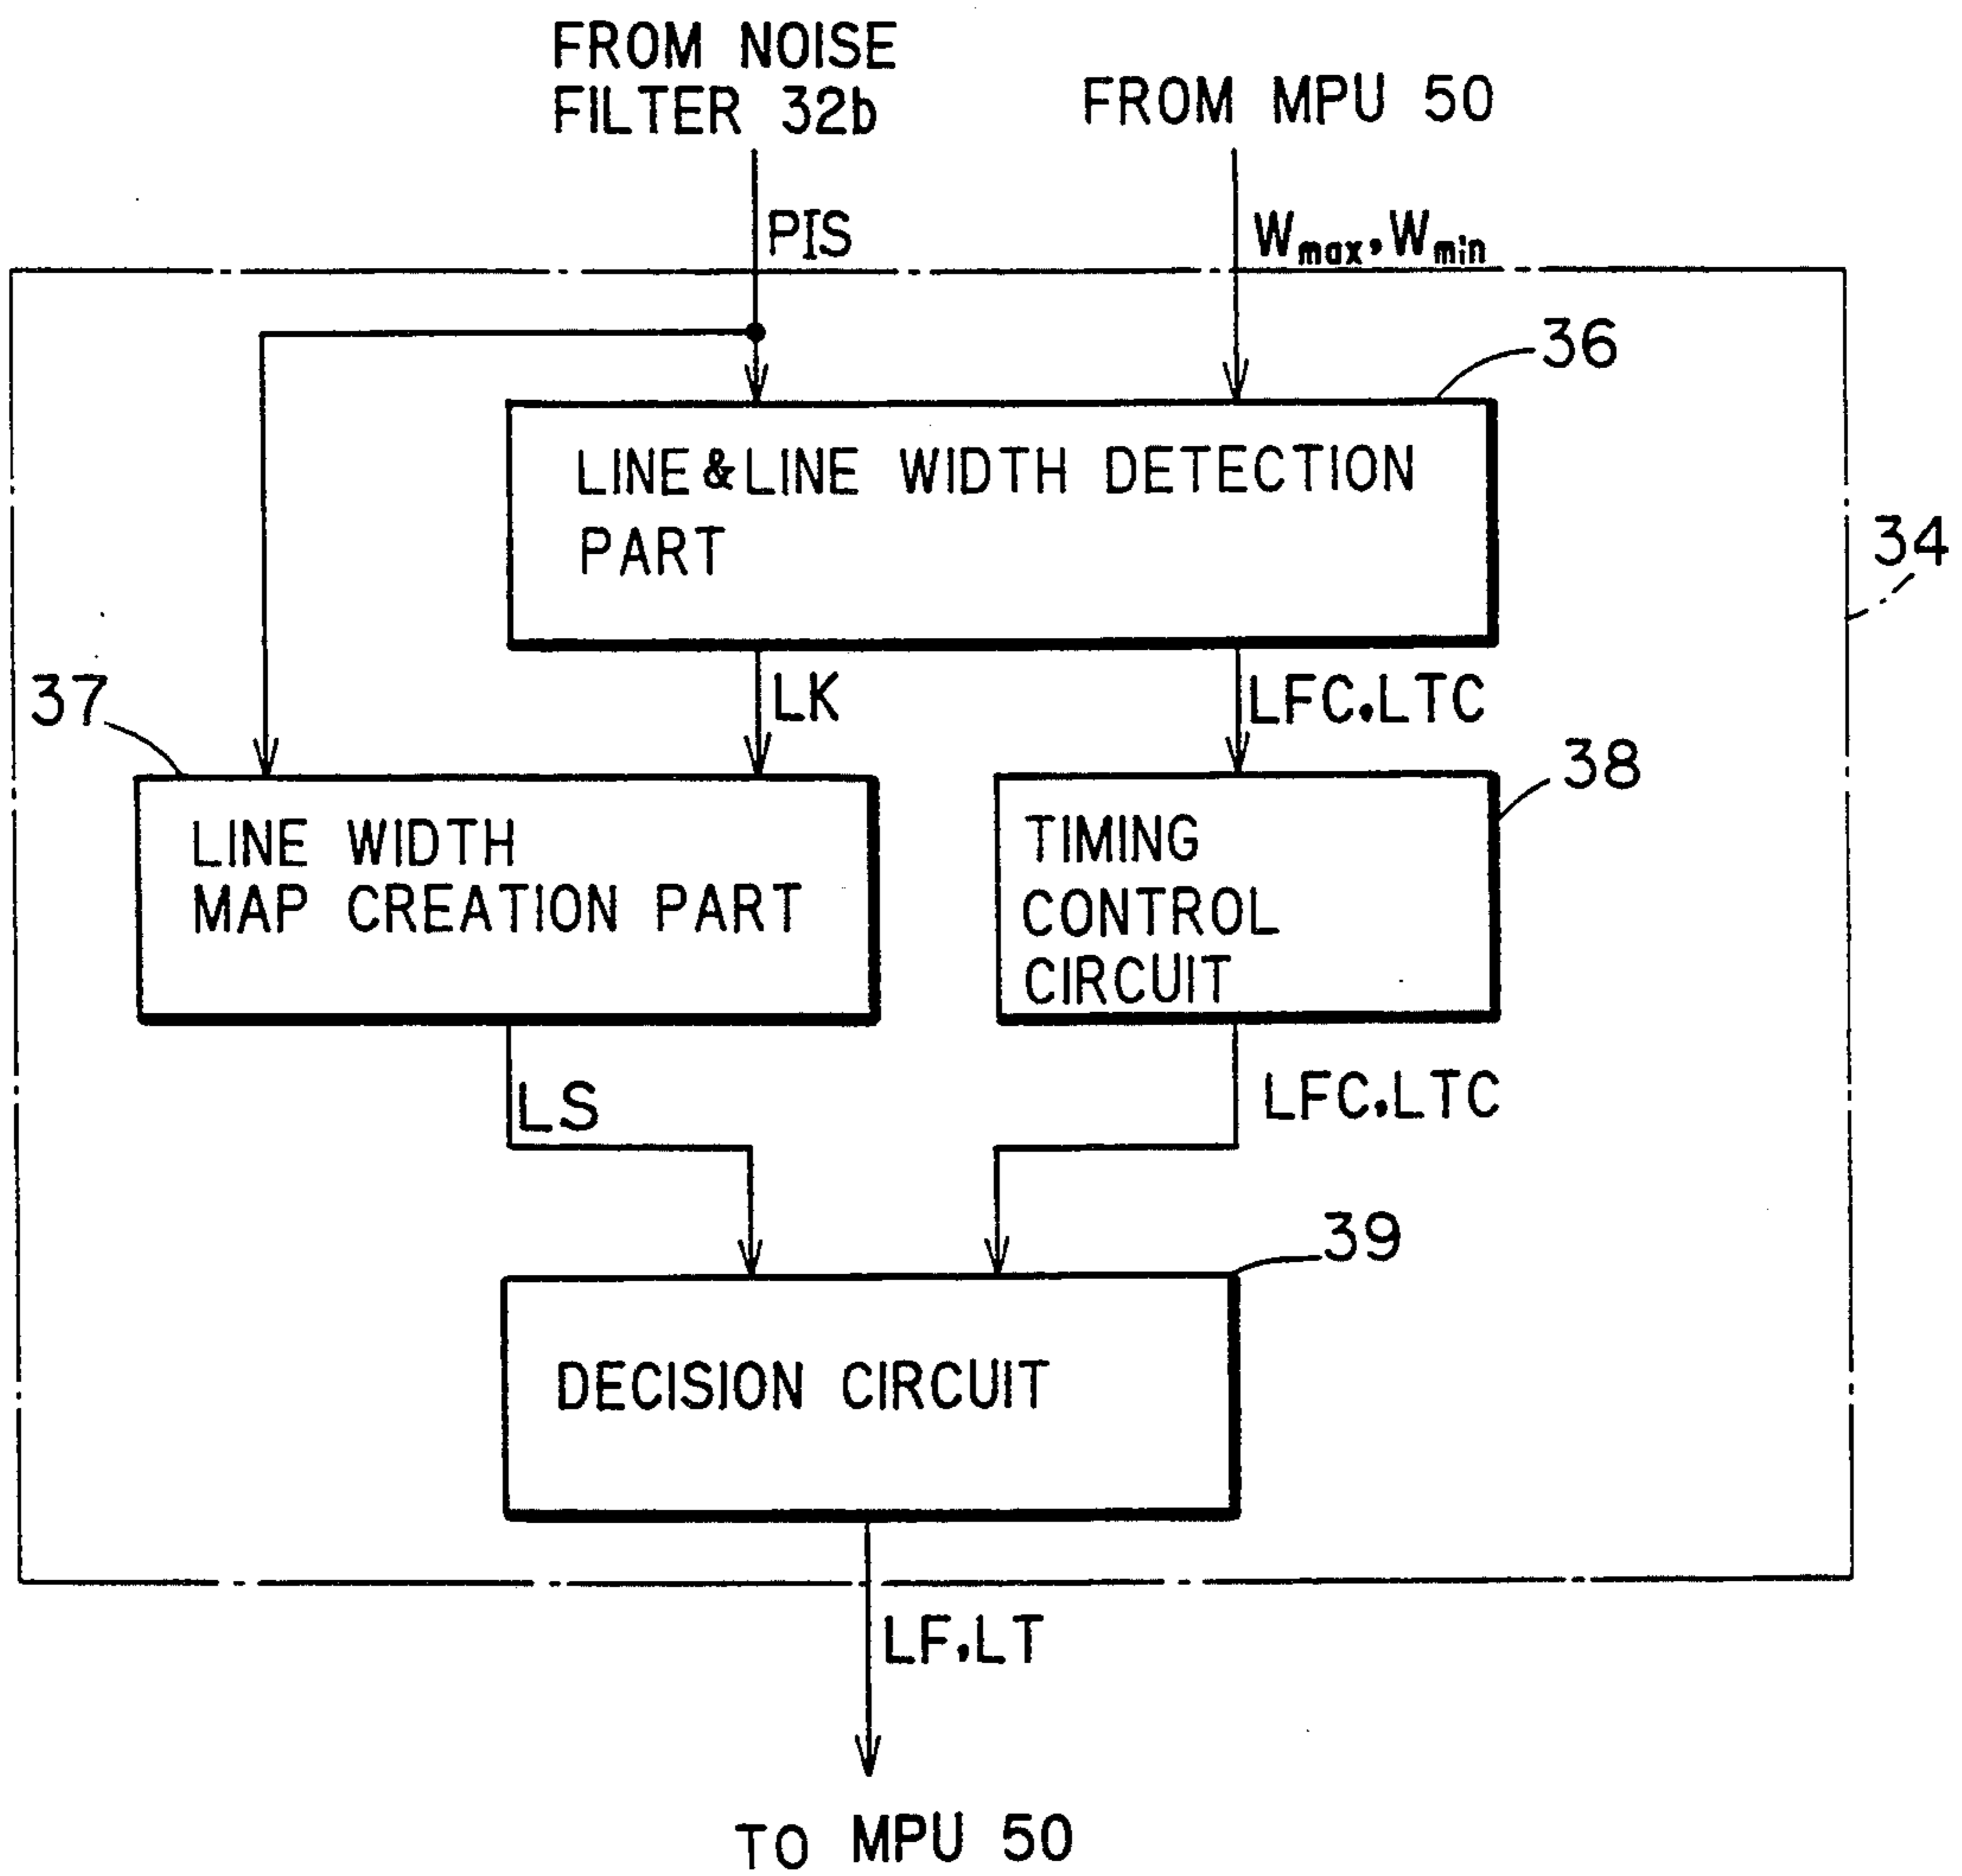 FROM NOISE
FILTER 32b
FROM MPU 50
PIS
Wmax,Wmin
36
LINE&LINE WIDTH DETECTION
PART
34
37
LK
LFC,LTC
38
LINE WIDTH
MAP CREATION PART
TIMING
CONTROL
CIRCUIT
LS
LFC,LTC
39
DECISION CIRCUIT
LF,LT
TO MPU 50